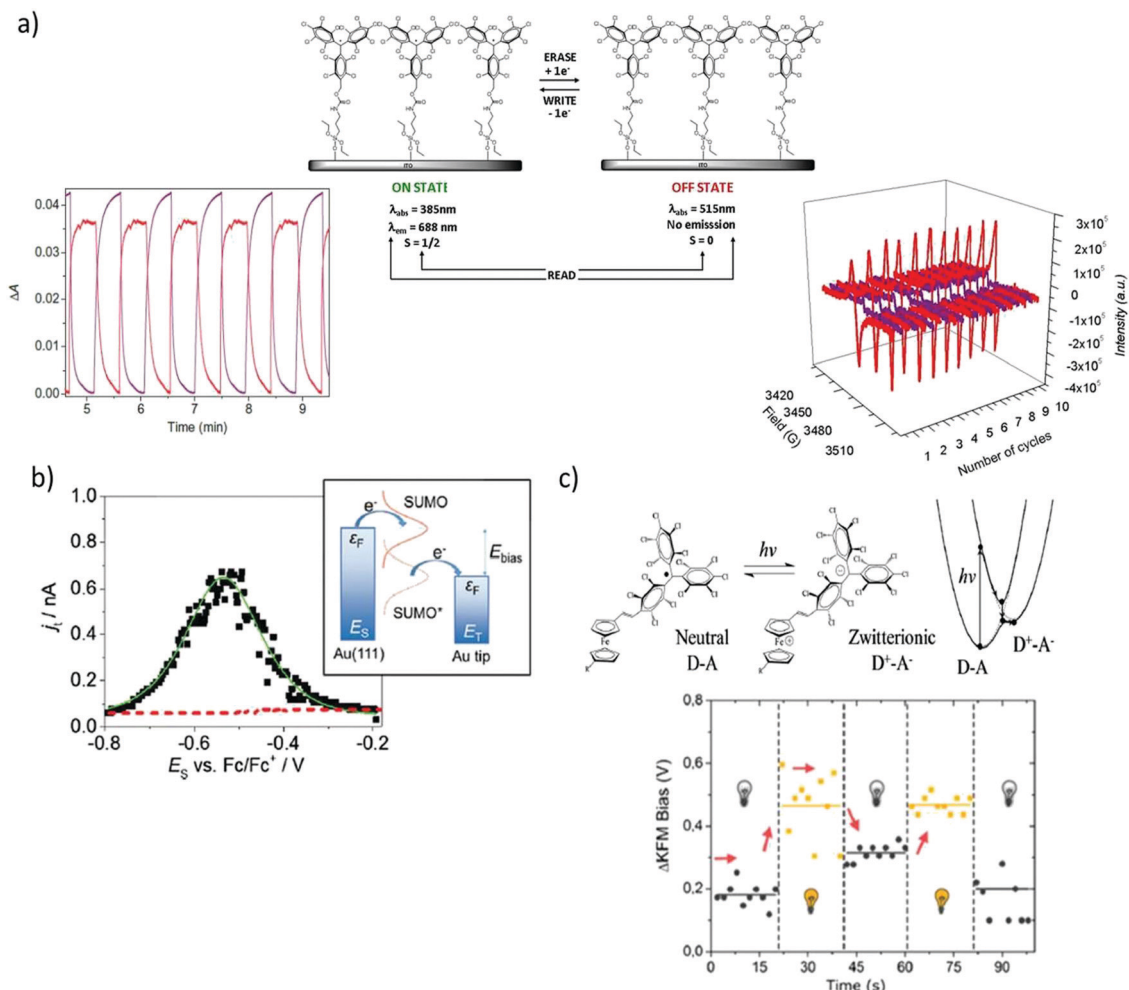 a)
ERASE
+ 1e⁻
WRITE
- 1e⁻
ITO
ON STATE
λabs = 385nm
λem = 688 nm
S = 1/2
OFF STATE
λabs = 515nm
No emisssion
S = 0
READ
ΔA
0.04
0.03
0.02
0.01
0.00
5 6 7 8 9
Time (min)
3x10⁵
2x10⁵
1x10⁵
0
-1x10⁵
-2x10⁵
-3x10⁵
-4x10⁵
Intensity (a.u.)
3420
3450
3480
3510
Field (G)
1 2 3 4 5 6 7 8 9 10
Number of cycles
b)
jt / nA
1.0
0.8
0.6
0.4
0.2
0.0
-0.8 -0.6 -0.4 -0.2
ES vs. Fc/Fc⁺ / V
e⁻ SUMO
εF
e⁻
Ebias
εF
SUMO*
ES
ET
Au(111)
Au tip
c)
hν
Neutral
D-A
Zwitterionic
D⁺-A⁻
Fe
R
Fe
R
hν
D-A
D⁺-A⁻
ΔKFM Bias (V)
0,8
0.6
0.4
0.2
0,0
0 15 30 45 60 75 90
Time (s)